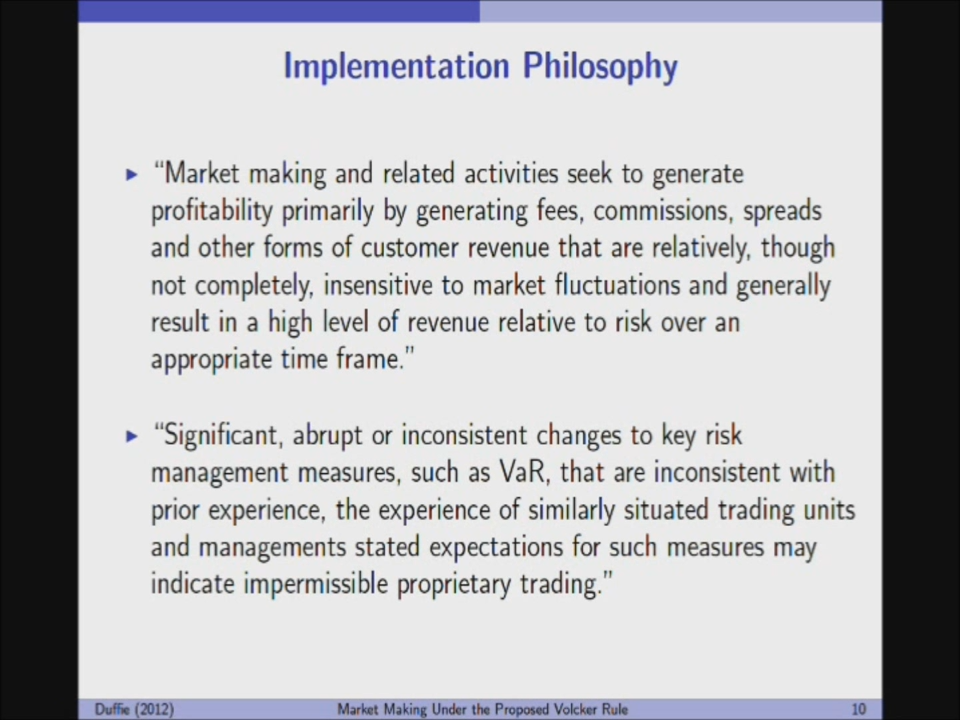 Implementation Philosophy
“Market making and related activities seek to generate
profitability primarily by generating fees, commissions, spreads
and other forms of customer revenue that are relatively, though
not completely, insensitive to market fluctuations and generally
result in a high level of revenue relative to risk over an
appropriate time frame.”
“Significant, abrupt or inconsistent changes to key risk
management measures, such as VaR, that are inconsistent with
prior experience, the experience of similarly situated trading units
and managements stated expectations for such measures may
indicate impermissible proprietary trading.”
Duffie (2012) Market Making Under the Proposed Volcker Rule 10